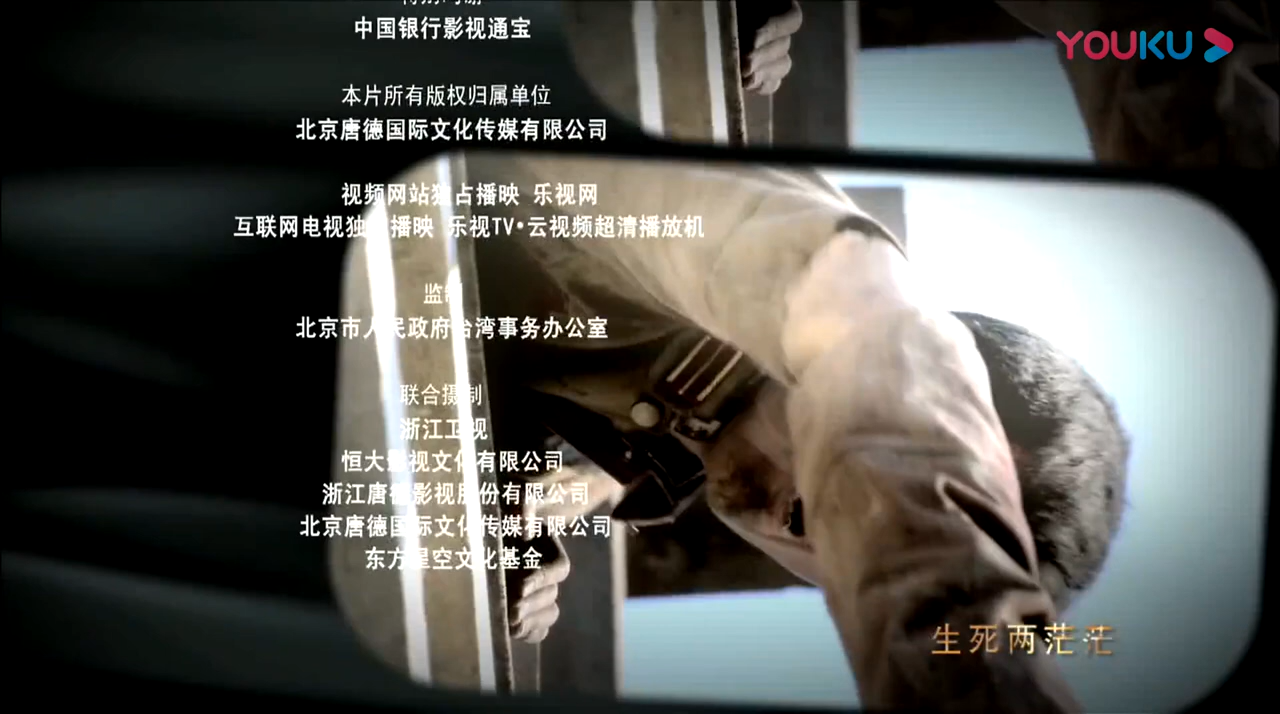 中国银行影视通宝
本片所有版权归属单位
北京唐德国际文化传媒有限公司
视频网站独占播映 乐视网
互联网电视独占播映 乐视TV•云视频超清播放机
监制
北京市人民政府台湾事务办公室
联合摄制
浙江卫视
恒大影视文化有限公司
浙江唐德影视股份有限公司
北京唐德国际文化传媒有限公司
东方星空文化基金
生死两茫茫
YOUKU